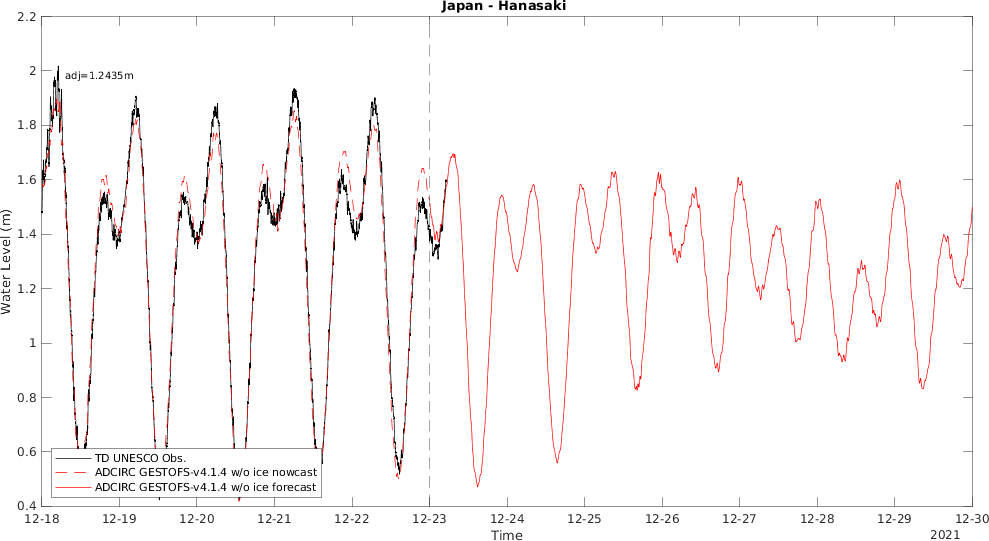 Japan - Hanasaki
2.2
2
1.8
1.6
1.4
1.2
1
0.8
0.6
0.4
Water Level (m)
adj=1.2435m
TD UNESCO Obs.
ADCIRC GESTOFS-v4.1.4 w/o ice nowcast
ADCIRC GESTOFS-v4.1.4 w/o ice forecast
12-18 12-19 12-20 12-21 12-22 12-23 12-24 12-25 12-26 12-27 12-28 12-29 12-30
Time
2021